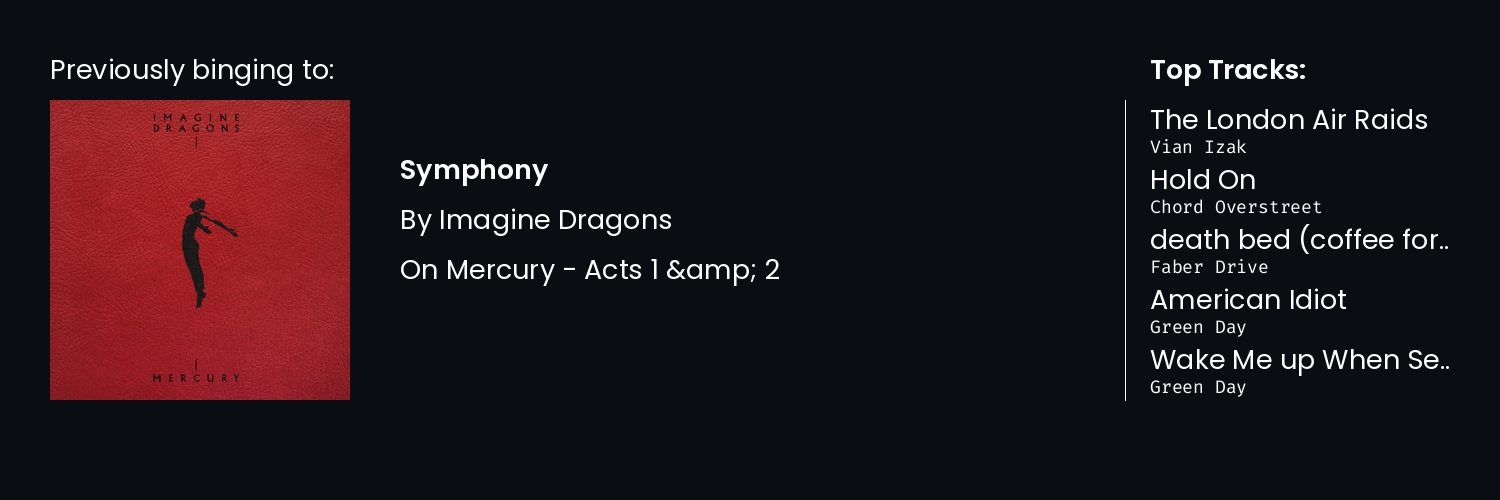 Previously binging to:
IMAGINE
DRAGONS
MERCURY
Symphony
By Imagine Dragons
On Mercury - Acts 1 &amp; 2
Top Tracks:
The London Air Raids
Vian Izak
Hold On
Chord Overstreet
death bed (coffee for..
Faber Drive
American Idiot
Green Day
Wake Me up When Se..
Green Day